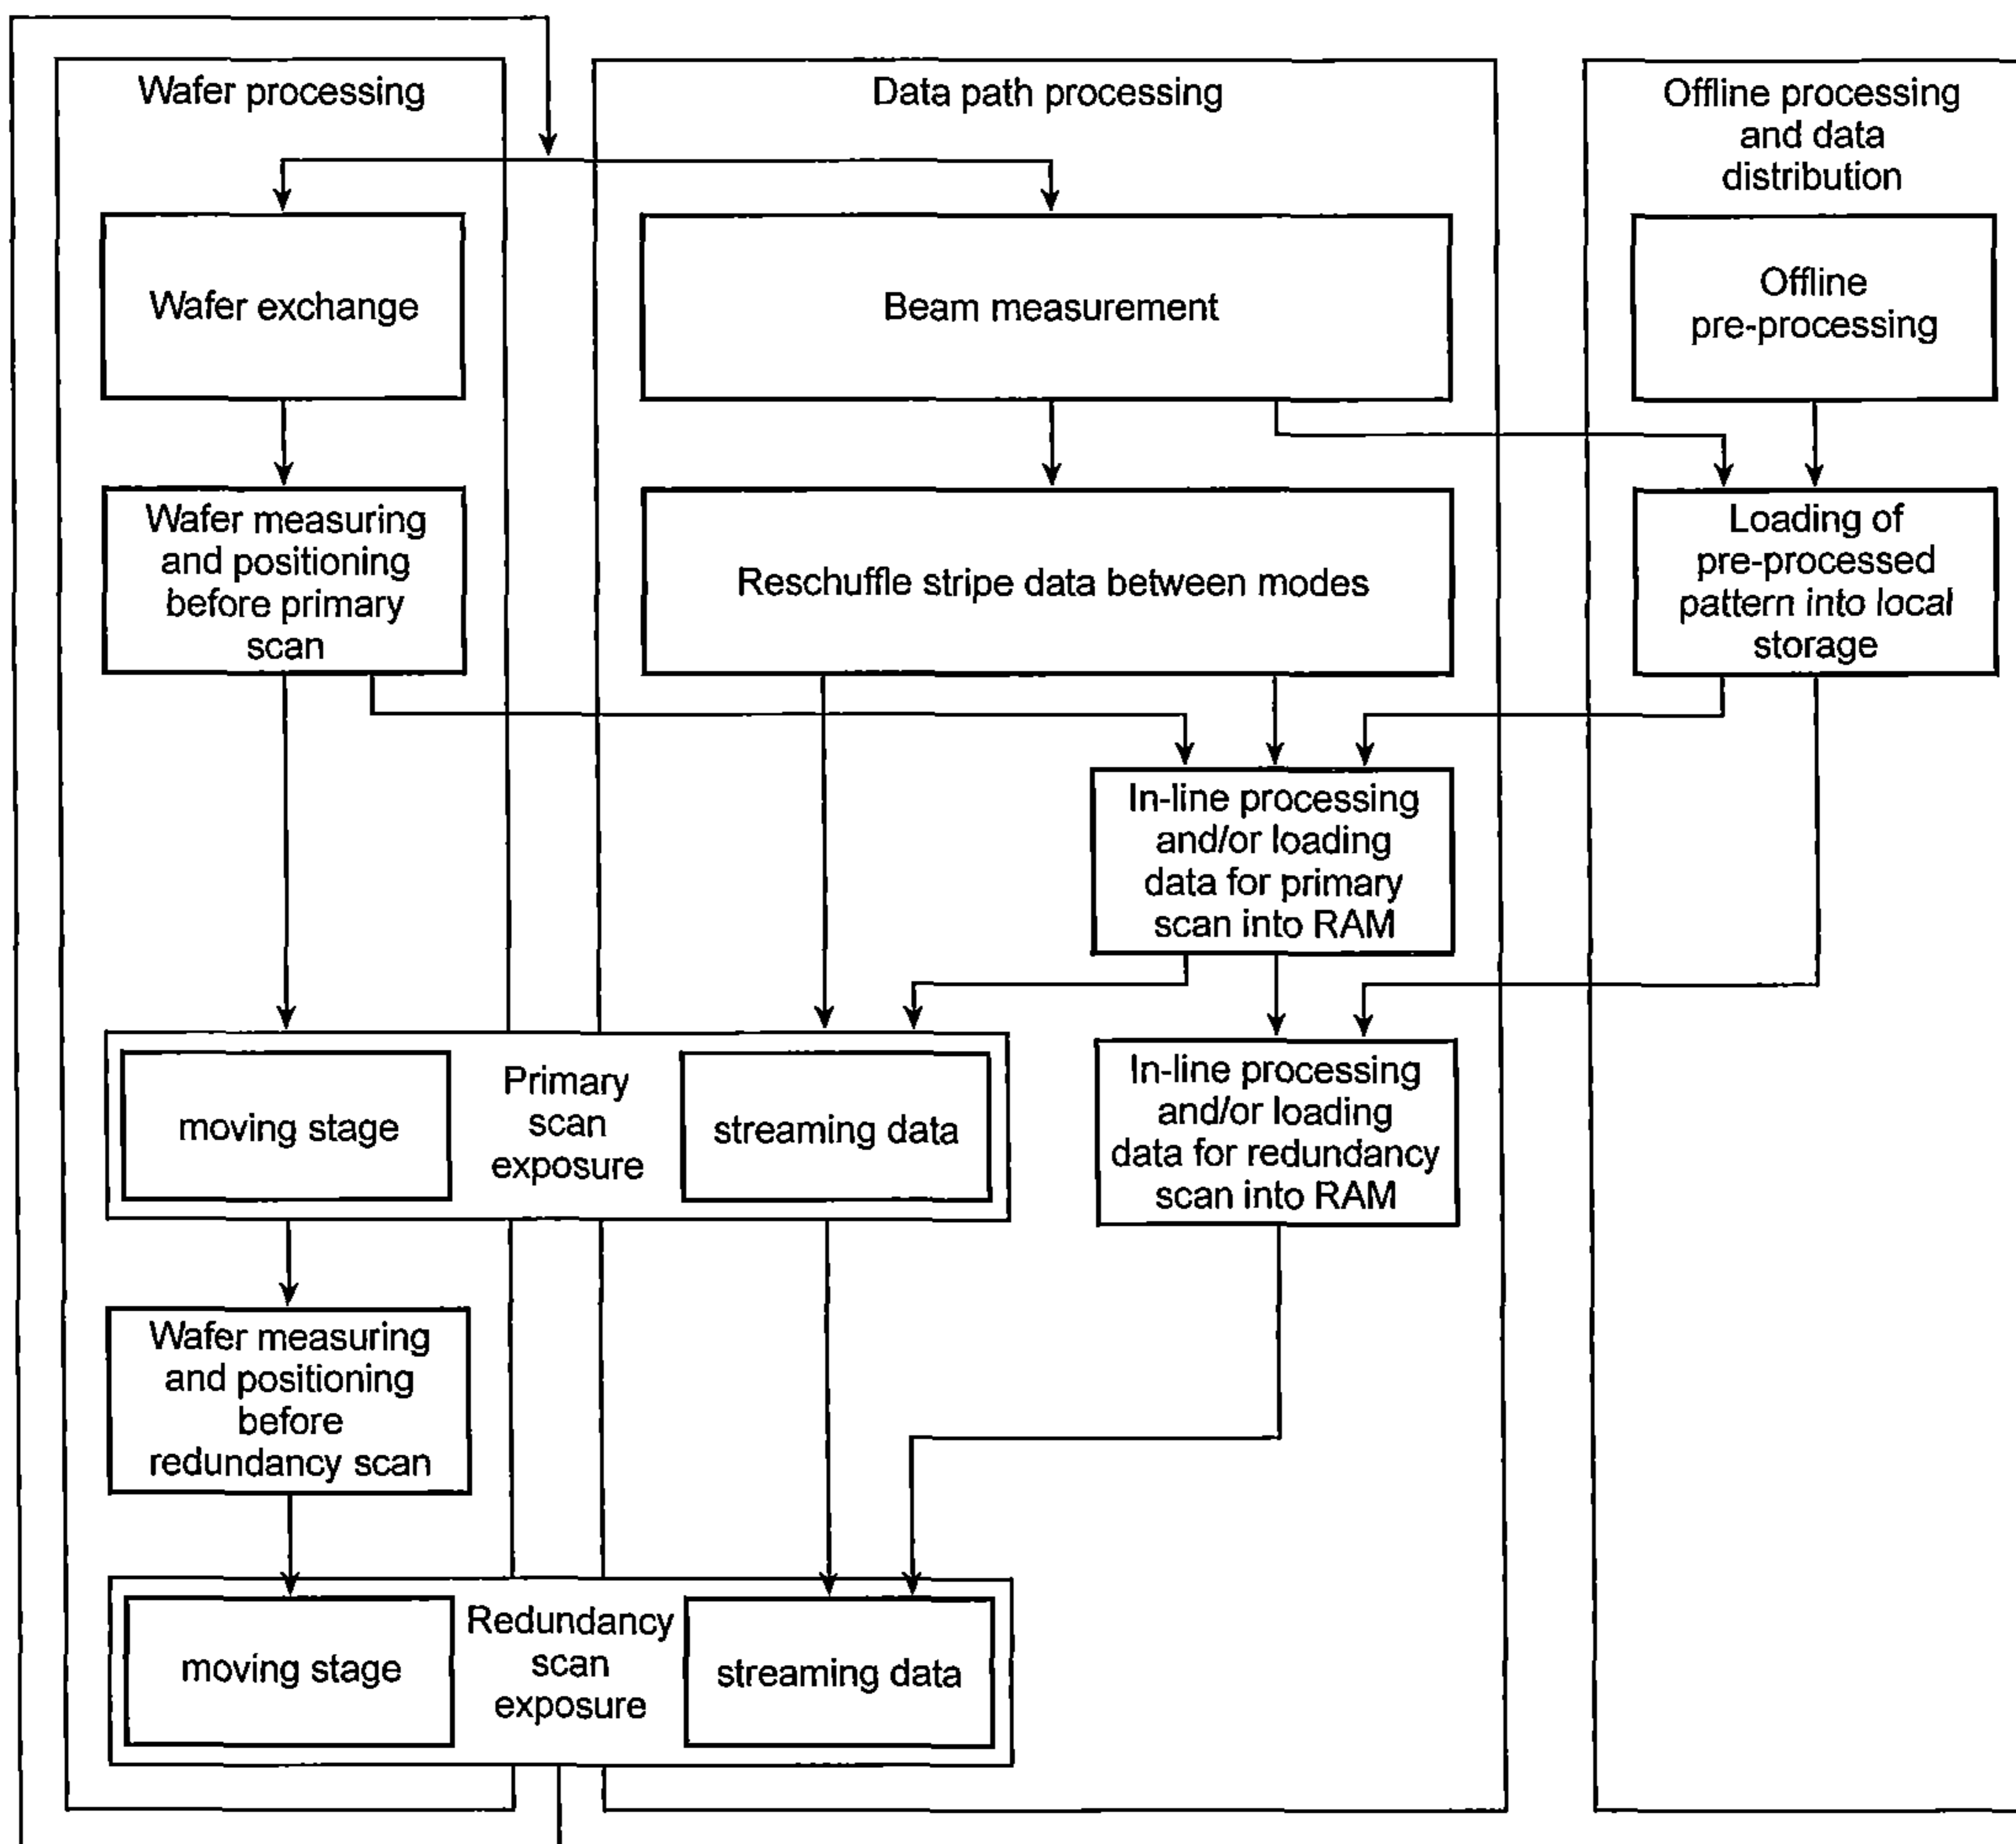 Wafer processing
Data path processing
Offline processing
and data
distribution
Wafer exchange
Beam measurement
Offline
pre-processing
Wafer measuring
and positioning
before primary
scan
Reschuffle stripe data between modes
Loading of
pre-processed
pattern into local
storage
In-line processing
and/or loading
data for primary
scan into RAM
moving stage
Primary
scan
exposure
streaming data
In-line processing
and/or loading
data for redundancy
scan into RAM
Wafer measuring
and positioning
before
redundancy scan
moving stage
Redundancy
scan
exposure
streaming data